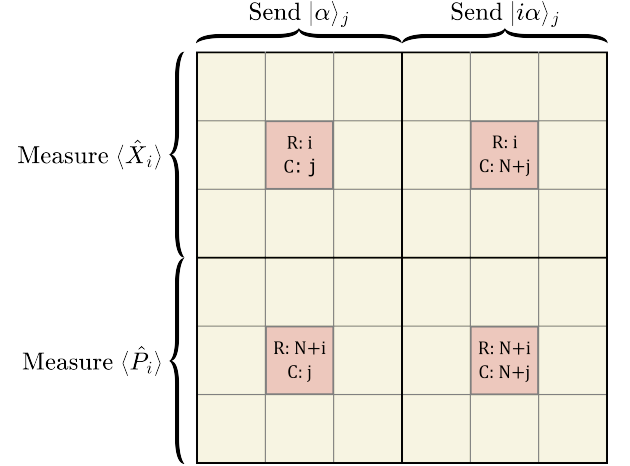 Send |α⟩_j Send |iα⟩_j
Measure ⟨X̂_i⟩
R: i
C: j
R: i
C: N+j
Measure ⟨P̂_i⟩
R: N+i
C: j
R: N+i
C: N+j